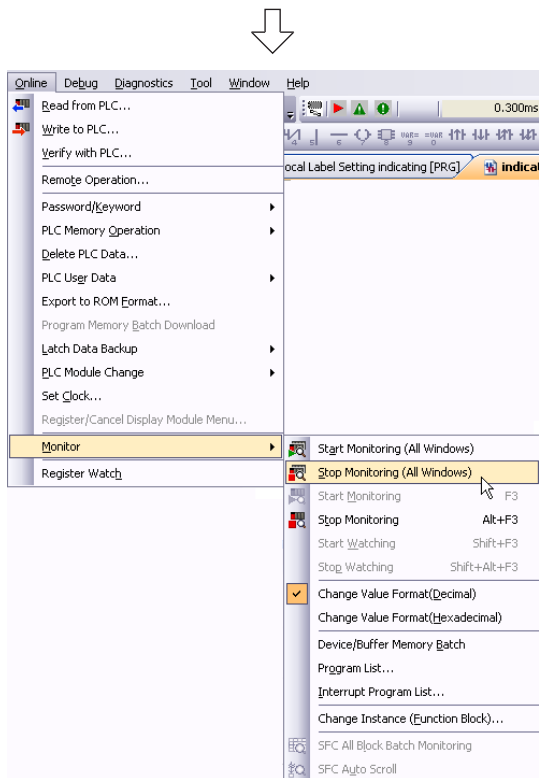 Online Debug Diagnostics Tool Window Help
Read from PLC...
Write to PLC...
0.300ms
Verify with PLC...
ocal Label Setting indicating [PRG] indicat
Remote Operation...
Password/Keyword
PLC Memory Operation
Delete PLC Data...
PLC User Data
Export to ROM Format...
Program Memory Batch Download
Latch Data Backup
PLC Module Change
Set Clock...
Register/Cancel Display Module Menu...
Monitor
Register Watch
Start Monitoring (All Windows)
Stop Monitoring (All Windows)
Start Monitoring F3
Stop Monitoring Alt+F3
Start Watching Shift+F3
Stop Watching Shift+Alt+F3
Change Value Format(Decimal)
Change Value Format(Hexadecimal)
Device/Buffer Memory Batch
Program List...
Interrupt Program List...
Change Instance (Function Block)...
SFC All Block Batch Monitoring
SFC Auto Scroll